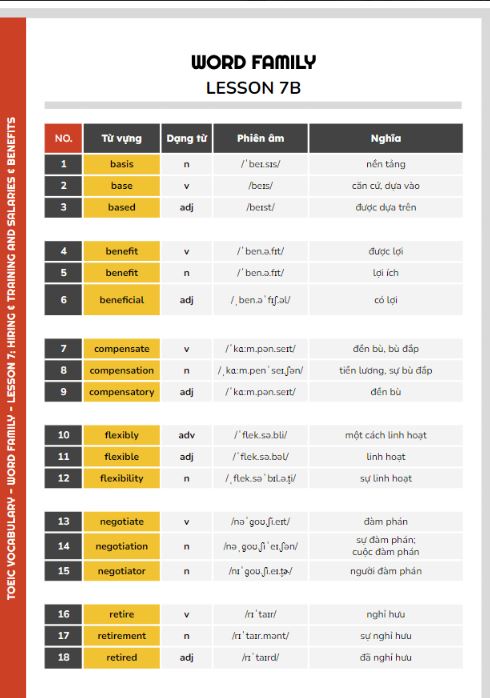 WORD FAMILY
LESSON 7B
TOEIC VOCABULARY - WORD FAMILY - LESSON 7: HIRING & TRAINING AND SALARIES & BENEFITS
NO. Từ vựng Dạng từ Phiên âm Nghĩa
1 basis n /ˈbeɪ.sɪs/ nền tảng
2 base v /beɪs/ căn cứ, dựa vào
3 based adj /beɪst/ được dựa trên
4 benefit v /ˈben.ə.fɪt/ được lợi
5 benefit n /ˈben.ə.fɪt/ lợi ích
6 beneficial adj /ˌben.əˈfɪʃ.əl/ có lợi
7 compensate v /ˈkɑːm.pən.seɪt/ đền bù, bù đắp
8 compensation n /ˌkɑːm.penˈseɪ.ʃən/ tiền lương, sự bù đắp
9 compensatory adj /ˈkɑːm.pən.seɪt/ đền bù
10 flexibly adv /ˈflek.sə.bli/ một cách linh hoạt
11 flexible adj /ˈflek.sə.bəl/ linh hoạt
12 flexibility n /ˌflek.səˈbɪl.ə.t̬i/ sự linh hoạt
13 negotiate v /nəˈɡoʊ.ʃi.eɪt/ đàm phán
14 negotiation n /nəˌɡoʊ.ʃiˈeɪ.ʃən/ sự đàm phán;
cuộc đàm phán
15 negotiator n /nɪˈɡoʊ.ʃi.eɪ.t̬ɚ/ người đàm phán
16 retire v /rɪˈtaɪr/ nghỉ hưu
17 retirement n /rɪˈtaɪr.mənt/ sự nghỉ hưu
18 retired adj /rɪˈtaɪrd/ đã nghỉ hưu